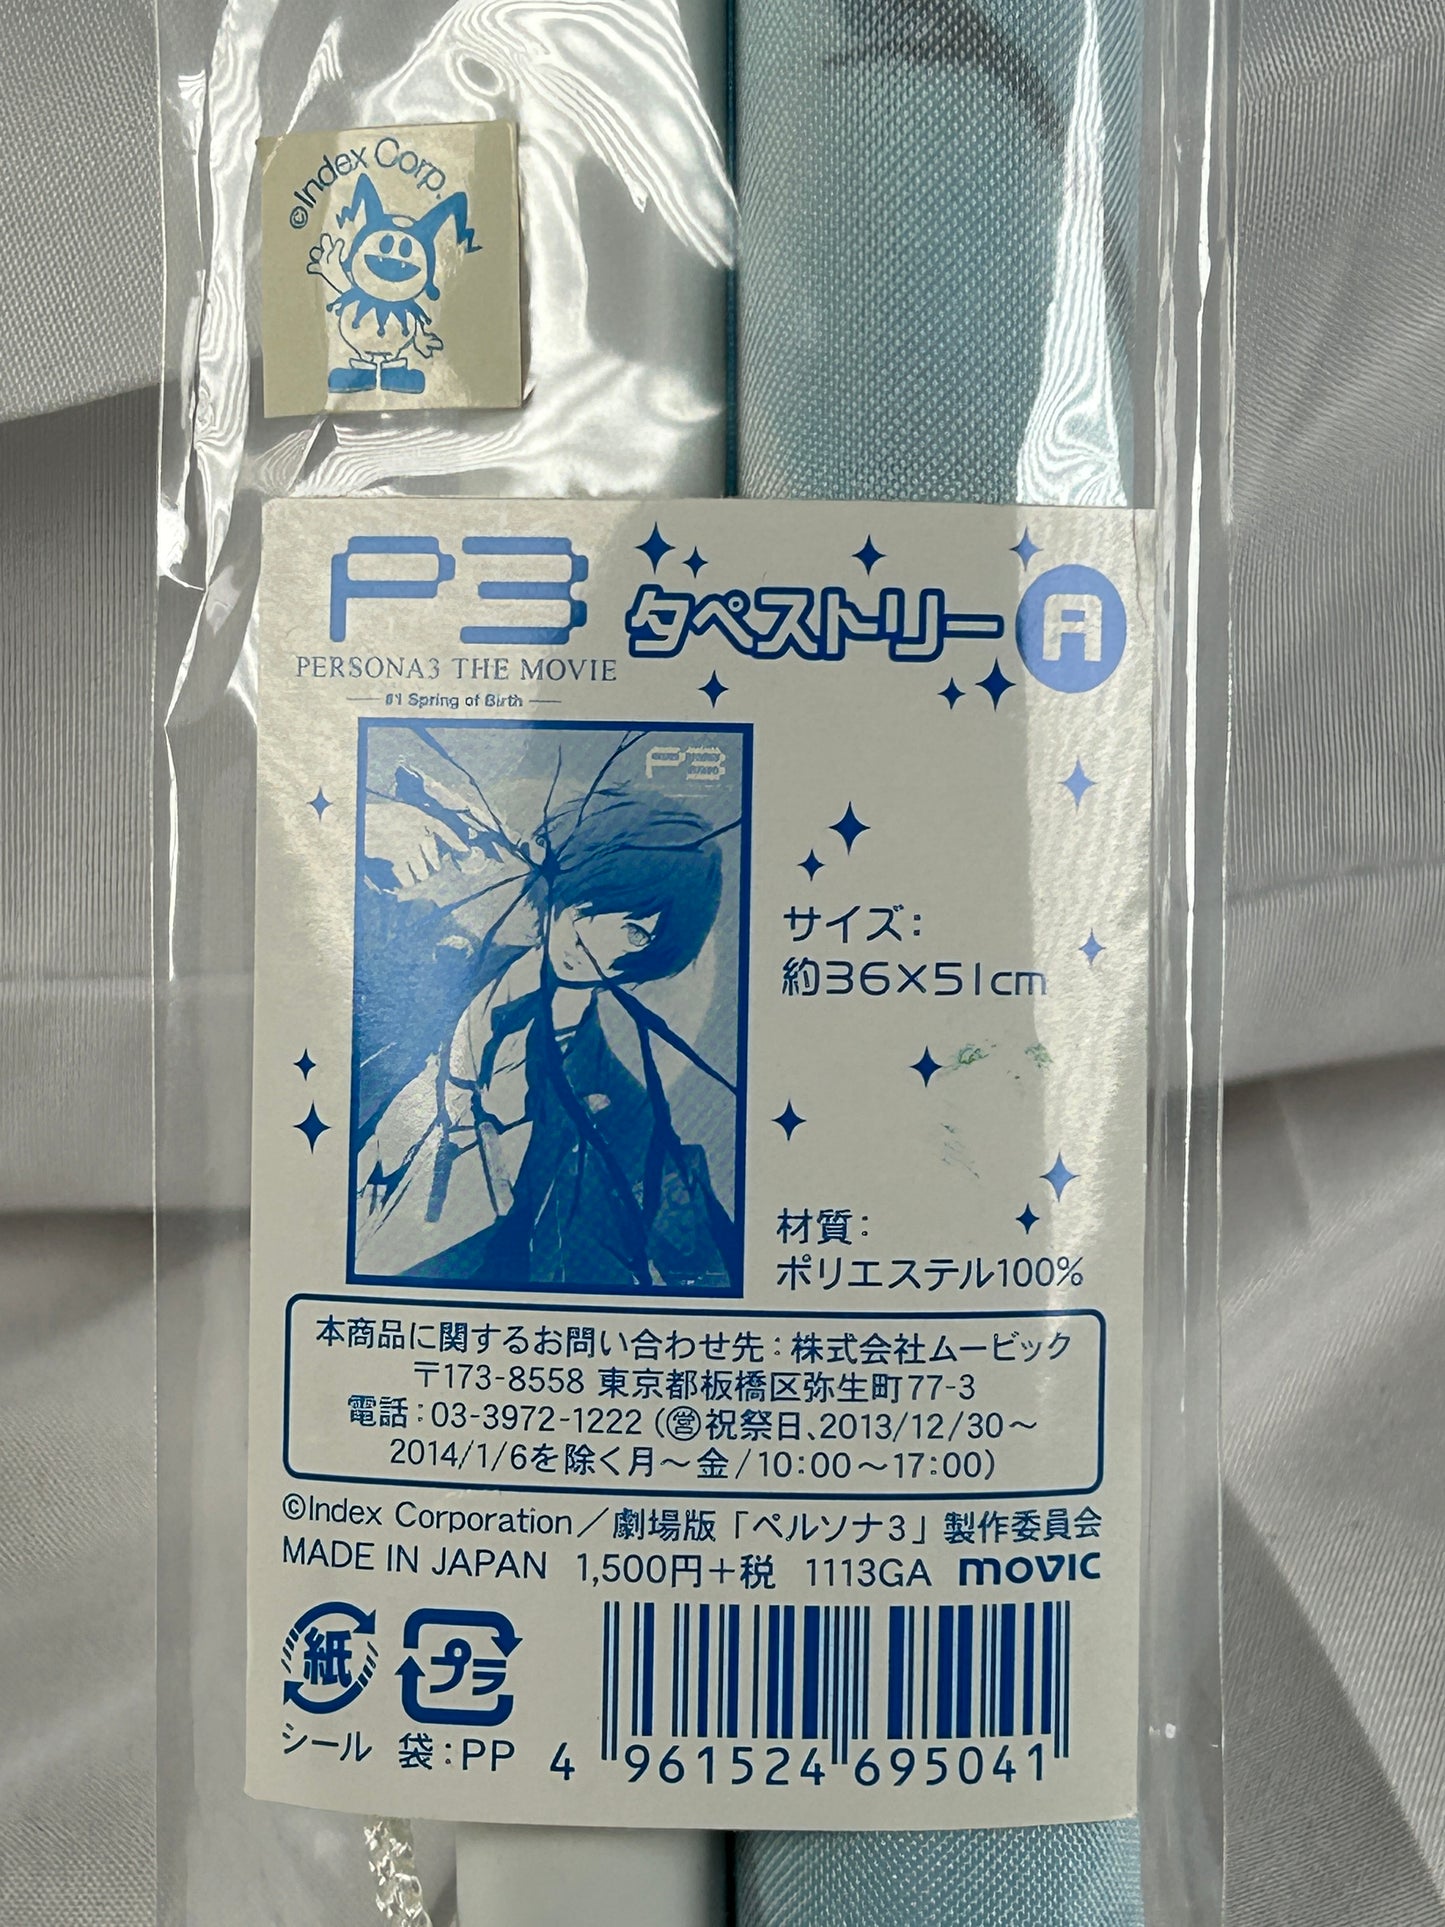 ©Index Corp.
P3
PERSONA3 THE MOVIE
#1 Spring of Birth
タペストリー A
P3
サイズ：
約36×51cm
材質：
ポリエステル100%
本商品に関するお問い合わせ先：株式会社ムービック
〒173-8558 東京都板橋区弥生町77-3
電話：03-3972-1222（㊡祝祭日、2013/12/30～
2014/1/6を除く月～金/10:00～17:00）
©Index Corporation／劇場版「ペルソナ3」製作委員会
MADE IN JAPAN 1,500円＋税 1113GA movic
紙 プラ
シール 袋：PP
4 961524 695041